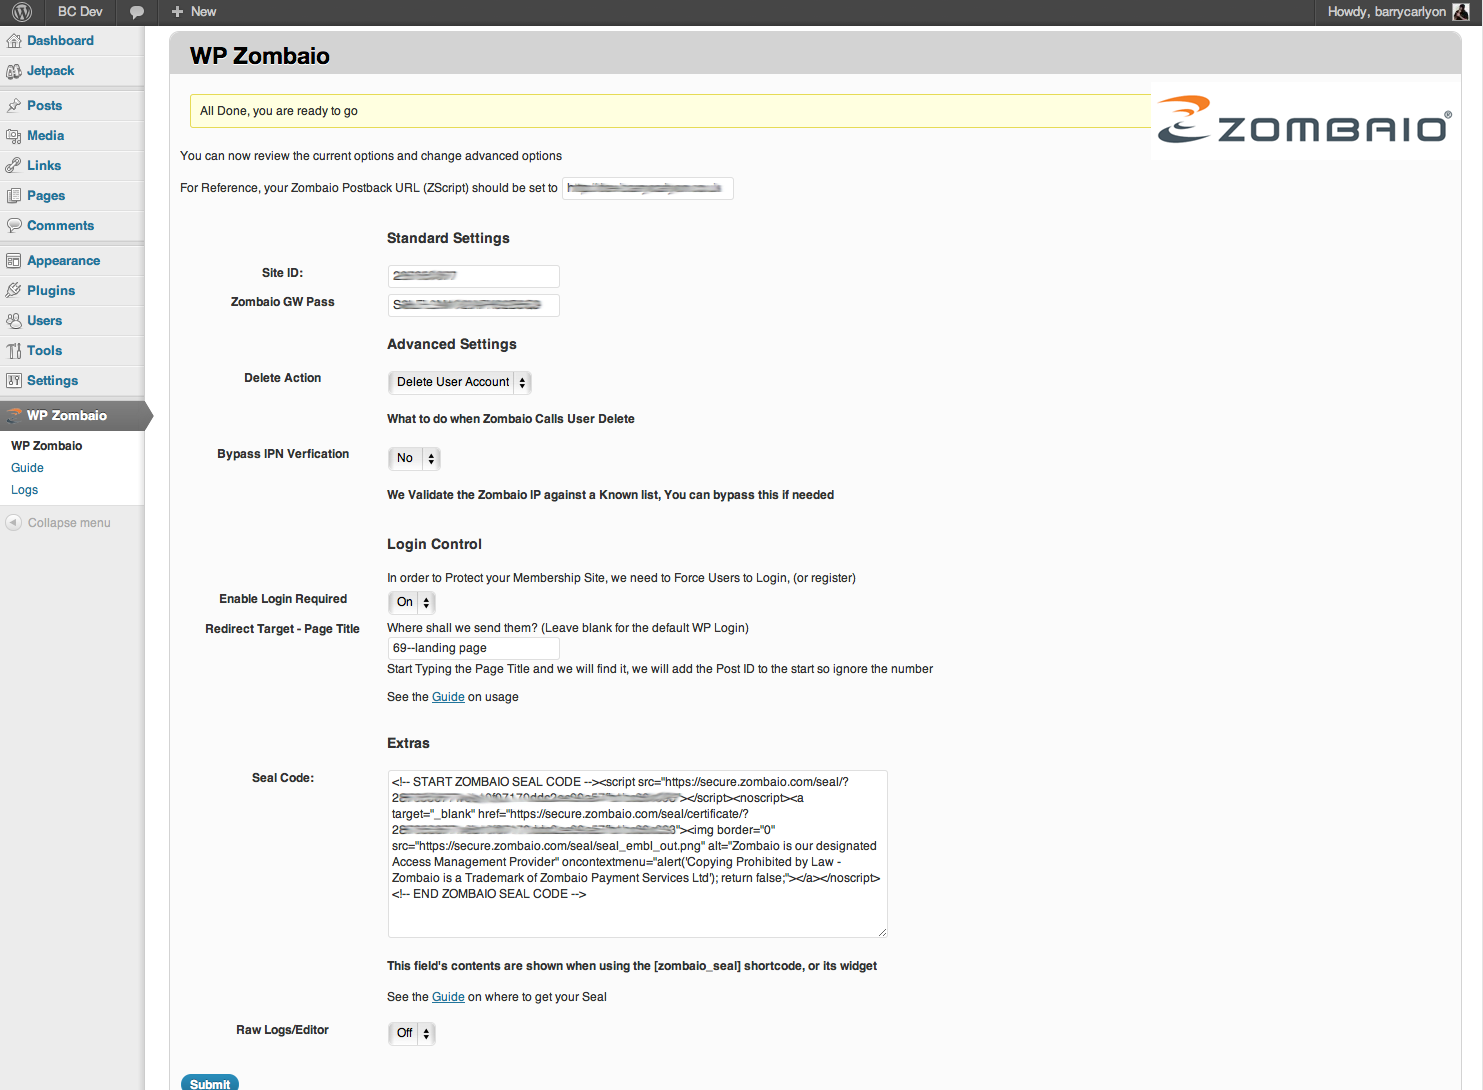 BC Dev
New
Howdy, barrycarlyon
Dashboard
Jetpack
Posts
Media
Links
Pages
Comments
Appearance
Plugins
Users
Tools
Settings
WP Zombaio
WP Zombaio
Guide
Logs
Collapse menu
WP Zombaio
All Done, you are ready to go
ZOMBAIO®
You can now review the current options and change advanced options
For Reference, your Zombaio Postback URL (ZScript) should be set to
Standard Settings
Site ID:
Zombaio GW Pass
Advanced Settings
Delete Action
Delete User Account
What to do when Zombaio Calls User Delete
Bypass IPN Verfication
No
We Validate the Zombaio IP against a Known list, You can bypass this if needed
Login Control
In order to Protect your Membership Site, we need to Force Users to Login, (or register)
Enable Login Required
On
Redirect Target - Page Title
Where shall we send them? (Leave blank for the default WP Login)
69--landing page
Start Typing the Page Title and we will find it, we will add the Post ID to the start so ignore the number
See the Guide on usage
Extras
Seal Code:
<!-- START ZOMBAIO SEAL CODE --><script src="https://secure.zombaio.com/seal/?
"></script><noscript><a
target="_blank" href="https://secure.zombaio.com/seal/certificate/?
"><img border="0"
src="https://secure.zombaio.com/seal/seal_embl_out.png" alt="Zombaio is our designated
Access Management Provider" oncontextmenu="alert('Copying Prohibited by Law -
Zombaio is a Trademark of Zombaio Payment Services Ltd'); return false;"></a></noscript>
<!-- END ZOMBAIO SEAL CODE -->
This field's contents are shown when using the [zombaio_seal] shortcode, or its widget
See the Guide on where to get your Seal
Raw Logs/Editor
Off
Submit